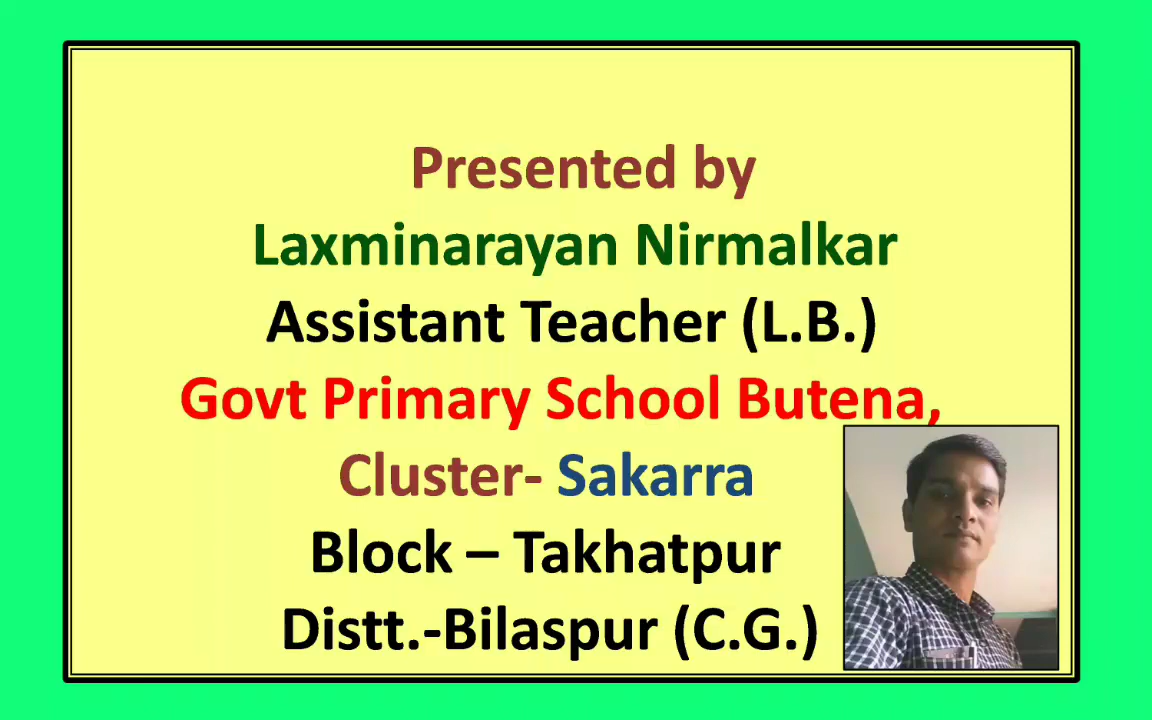 Presented by
Laxminarayan Nirmalkar
Assistant Teacher (L.B.)
Govt Primary School Butena,
Cluster- Sakarra
Block – Takhatpur
Distt.-Bilaspur (C.G.)